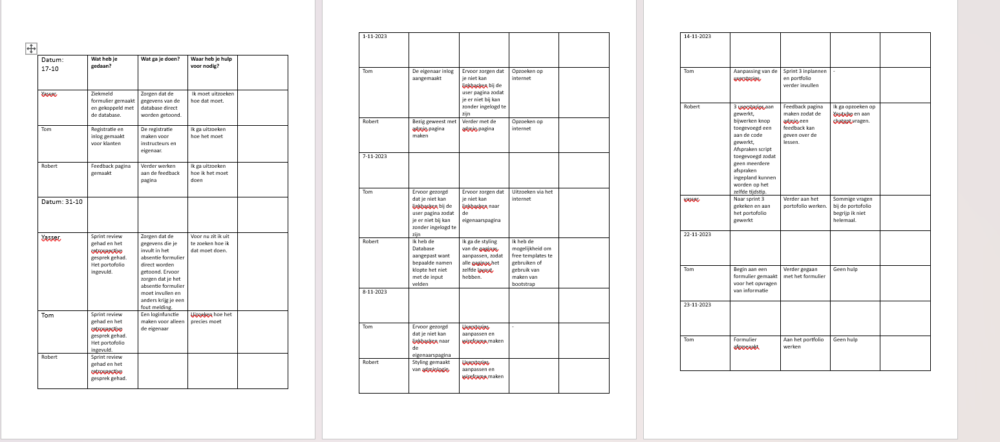 Datum:
17-10
Wat heb je
gedaan?
Wat ga je doen?
Waar heb je hulp
voor nodig?
Yasser
Ziekmeld
formulier gemaakt
en gekoppeld met
de database.
Zorgen dat de
gegevens van de
database direct
worden getoond.
Ik moet uitzoeken
hoe dat moet.
Tom
Registratie en
inlog gemaakt
voor klanten
De registratie
maken voor
instructeurs en
eigenaar.
Ik ga uitzoeken
hoe het moet
Robert
Feedback pagina
gemaakt
Verder werken
aan de feedback
pagina
Ik ga uitzoeken
hoe ik het moet
doen
Datum: 31-10
Yasser
Sprint review
gehad en het
retrospective
gesprek gehad.
Het portofolio
ingevuld.
Zorgen dat de
gegevens die je
invult in het
absentie formulier
direct worden
getoond. Ervoor
zorgen dat je het
absentie formulier
moet invullen en
anders krijg je een
fout melding.
Voor nu zit ik uit
te zoeken hoe ik
dat moet doen.
Tom
Sprint review
gehad en het
retrospective
gesprek gehad.
Het portofolio
ingevuld.
Een loginfunctie
maken voor alleen
de eigenaar
Uizoeken hoe het
precies moet
Robert
Sprint review
gehad en het
retrospective
gesprek gehad.
1-11-2023
Tom
De eigenaar inlog
aangemaakt
Ervoor zorgen dat
je niet kan
linkhacken bij de
user pagina zodat
je er niet bij kan
zonder ingelogd te
zijn
Opzoeken op
internet
Robert
Bezig geweest met
admin pagina
maken
Verder met de
admin pagina
Opzoeken op
internet
7-11-2023
Tom
Ervoor gezorgd
dat je niet kan
linkhacken bij de
user pagina zodat
je er niet bij kan
zonder ingelogd te
zijn
Ervoor zorgen dat
je niet kan
linkhacken naar
de
eigenaarspagina
Uitzoeken via het
internet
Robert
Ik heb de
Database
aangepast want
bepaalde namen
klopte het niet
met de input
velden
Ik ga de styling
van de paginas
aanpassen, zodat
alle paginas het
zelfde layout
hebben.
Ik heb de
mogelijkheid om
free templates te
gebruiken of
gebruik van
maken van
bootstrap
8-11-2023
Tom
Ervoor gezorgd
dat je niet kan
linkhacken naar
de
eigenaarspagina
Userstories
aanpassen en
wireframe maken
-
Robert
Styling gemaakt
van adminlogin
Userstories
aanpassen en
wireframe maken
14-11-2023
Tom
Aanpassing van de
userstories
Sprint 3 inplannen
en portfolio
verder invullen
-
Robert
3 userstories aan
gewerkt,
bijwerken knop
toegevoegd een
aan de code
gewerkt,
Afspraken script
toegevoegd zodat
geen meerdere
afspraken
ingepland kunnen
worden op het
zelfde tijdstip.
Feedback pagina
maken zodat de
admin een
feedback kan
geven over de
lessen.
Ik ga opzoeken op
Youtube en aan
chatgpt vragen.
yasser
Naar sprint 3
gekeken en aan
het portofolio
gewerkt
Verder aan het
portofolio werken.
Sommige vragen
bij de portofolio
begrijp ik niet
helemaal.
22-11-2023
Tom
Begin aan een
formulier gemaakt
voor het opvragen
van informatie
Verder gegaan
met het formulier
Geen hulp
23-11-2023
Tom
Formulier
afgmeaakt
Aan het portfolio
werken
Geen hulp